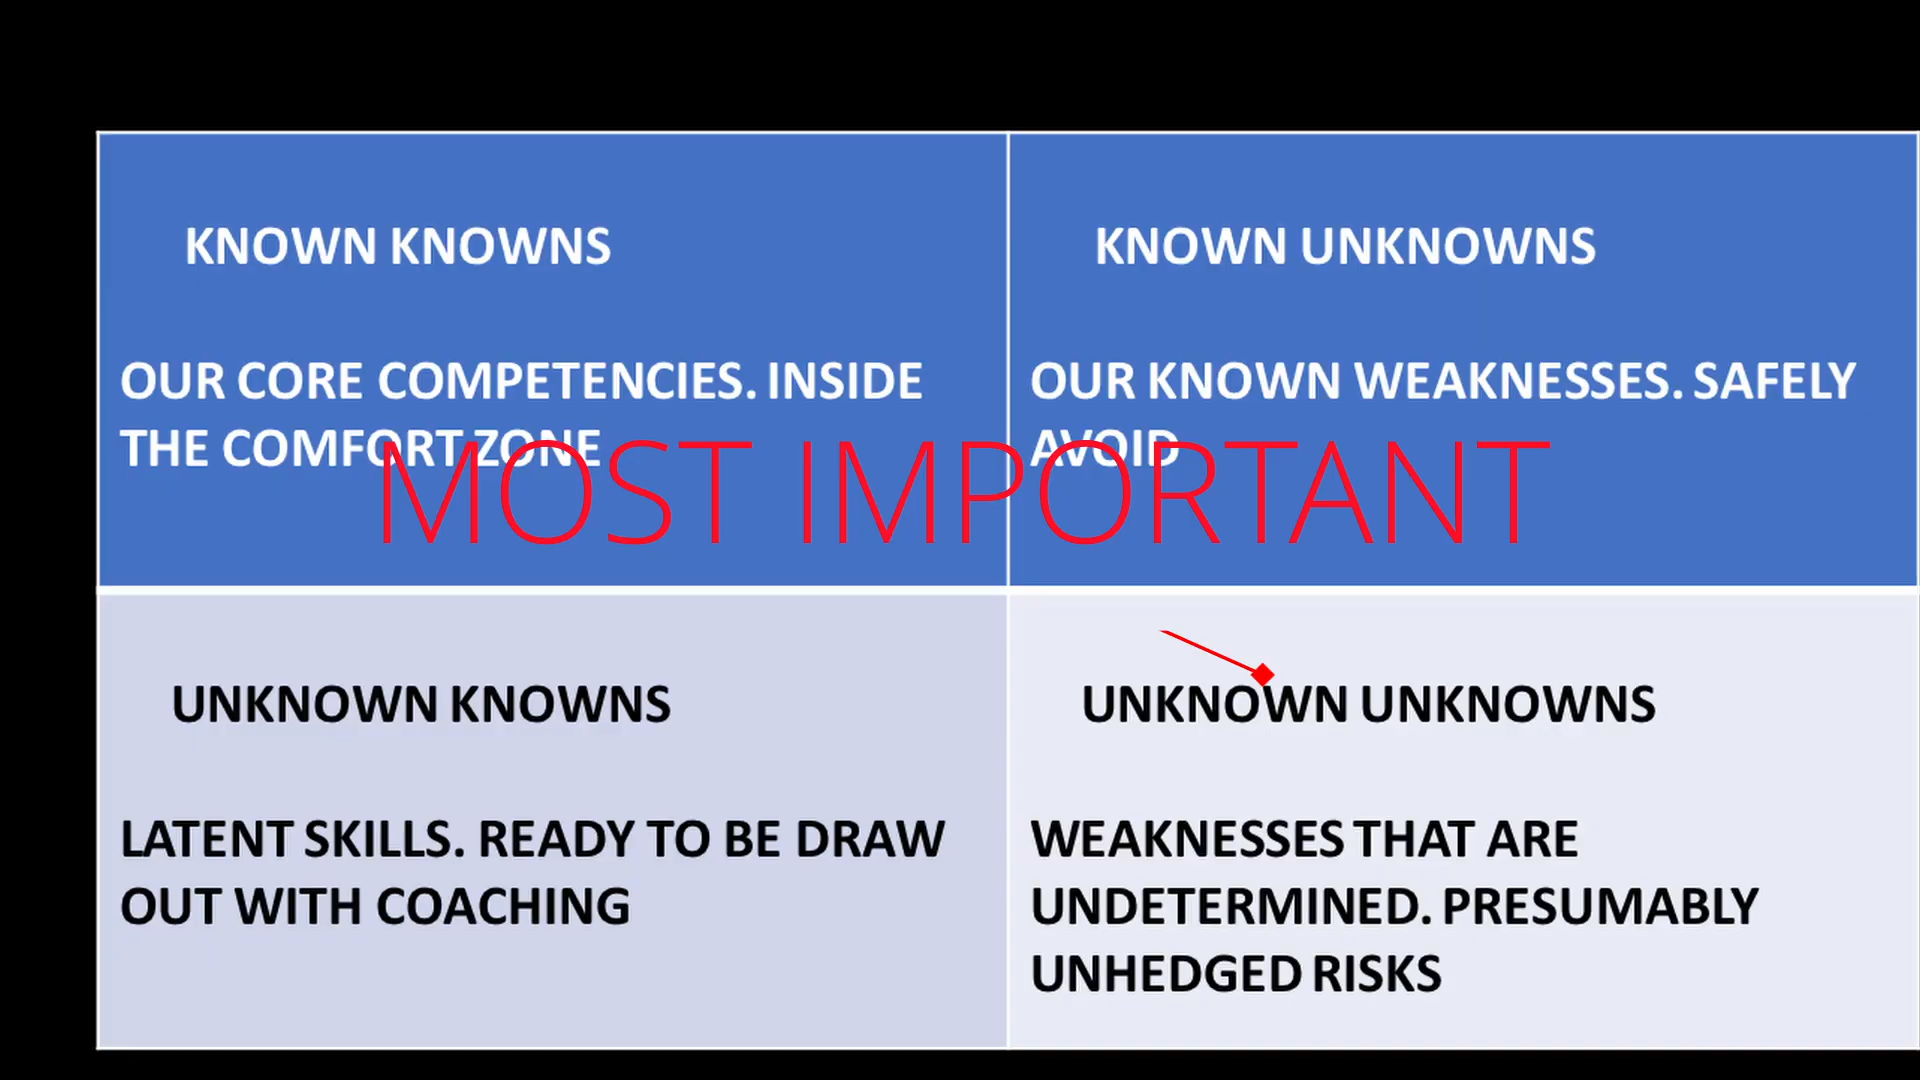 KNOWN KNOWNS
OUR CORE COMPETENCIES. INSIDE
THE COMFORT ZONE
KNOWN UNKNOWNS
OUR KNOWN WEAKNESSES. SAFELY
AVOID
MOST IMPORTANT
UNKNOWN KNOWNS
LATENT SKILLS. READY TO BE DRAW
OUT WITH COACHING
UNKNOWN UNKNOWNS
WEAKNESSES THAT ARE
UNDETERMINED. PRESUMABLY
UNHEDGED RISKS